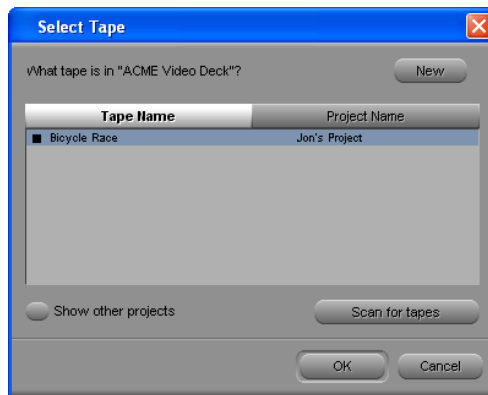 Select Tape
What tape is in "ACME Video Deck"?
New
Tape Name Project Name
Bicycle Race Jon's Project
Show other projects
Scan for tapes
OK Cancel